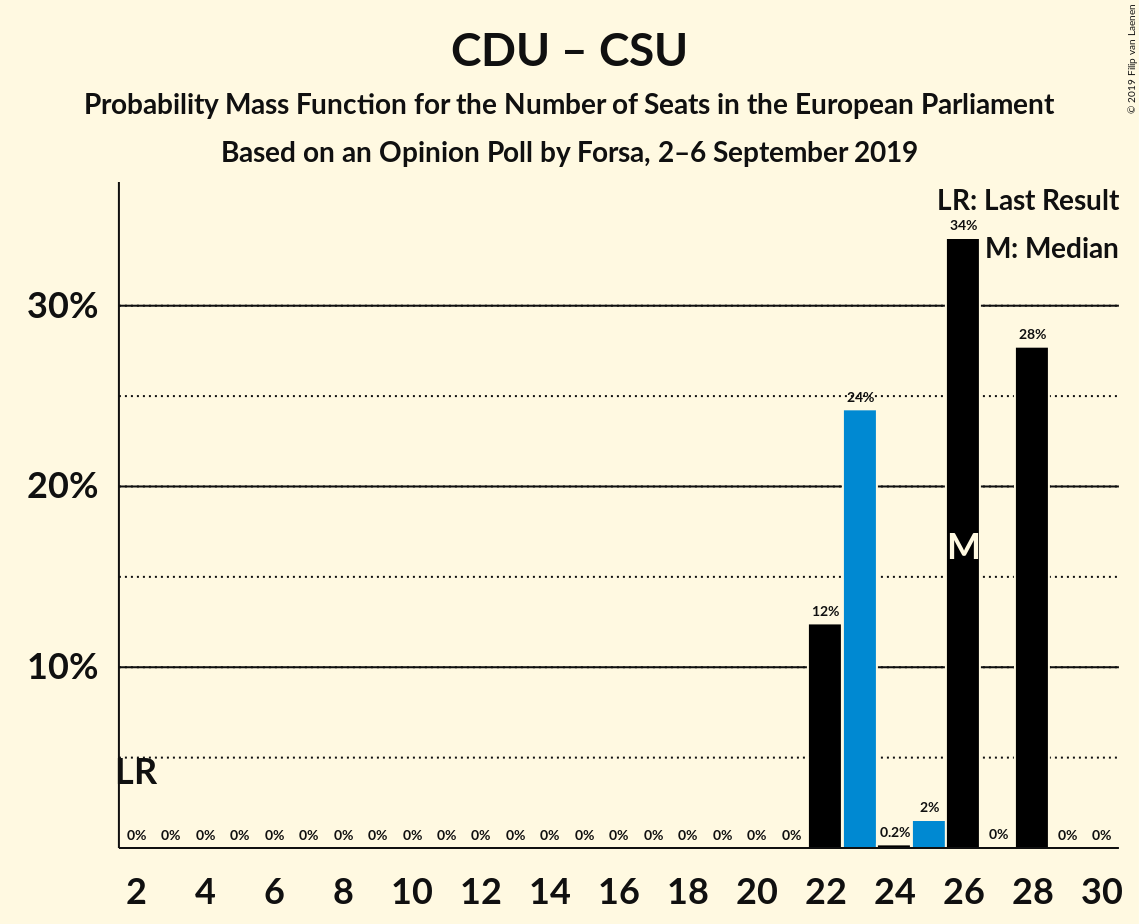 CDU – CSU
Probability Mass Function for the Number of Seats in the European Parliament
Based on an Opinion Poll by Forsa, 2–6 September 2019
© 2019 Filip van Laenen
LR: Last Result
M: Median
34%
30%
28%
24%
20%
M
12%
10%
LR
2%
0% 0% 0% 0% 0% 0% 0% 0% 0% 0% 0% 0% 0% 0% 0% 0% 0% 0% 0% 0% 0.2% 0% 0% 0%
2 4 6 8 10 12 14 16 18 20 22 24 26 28 30